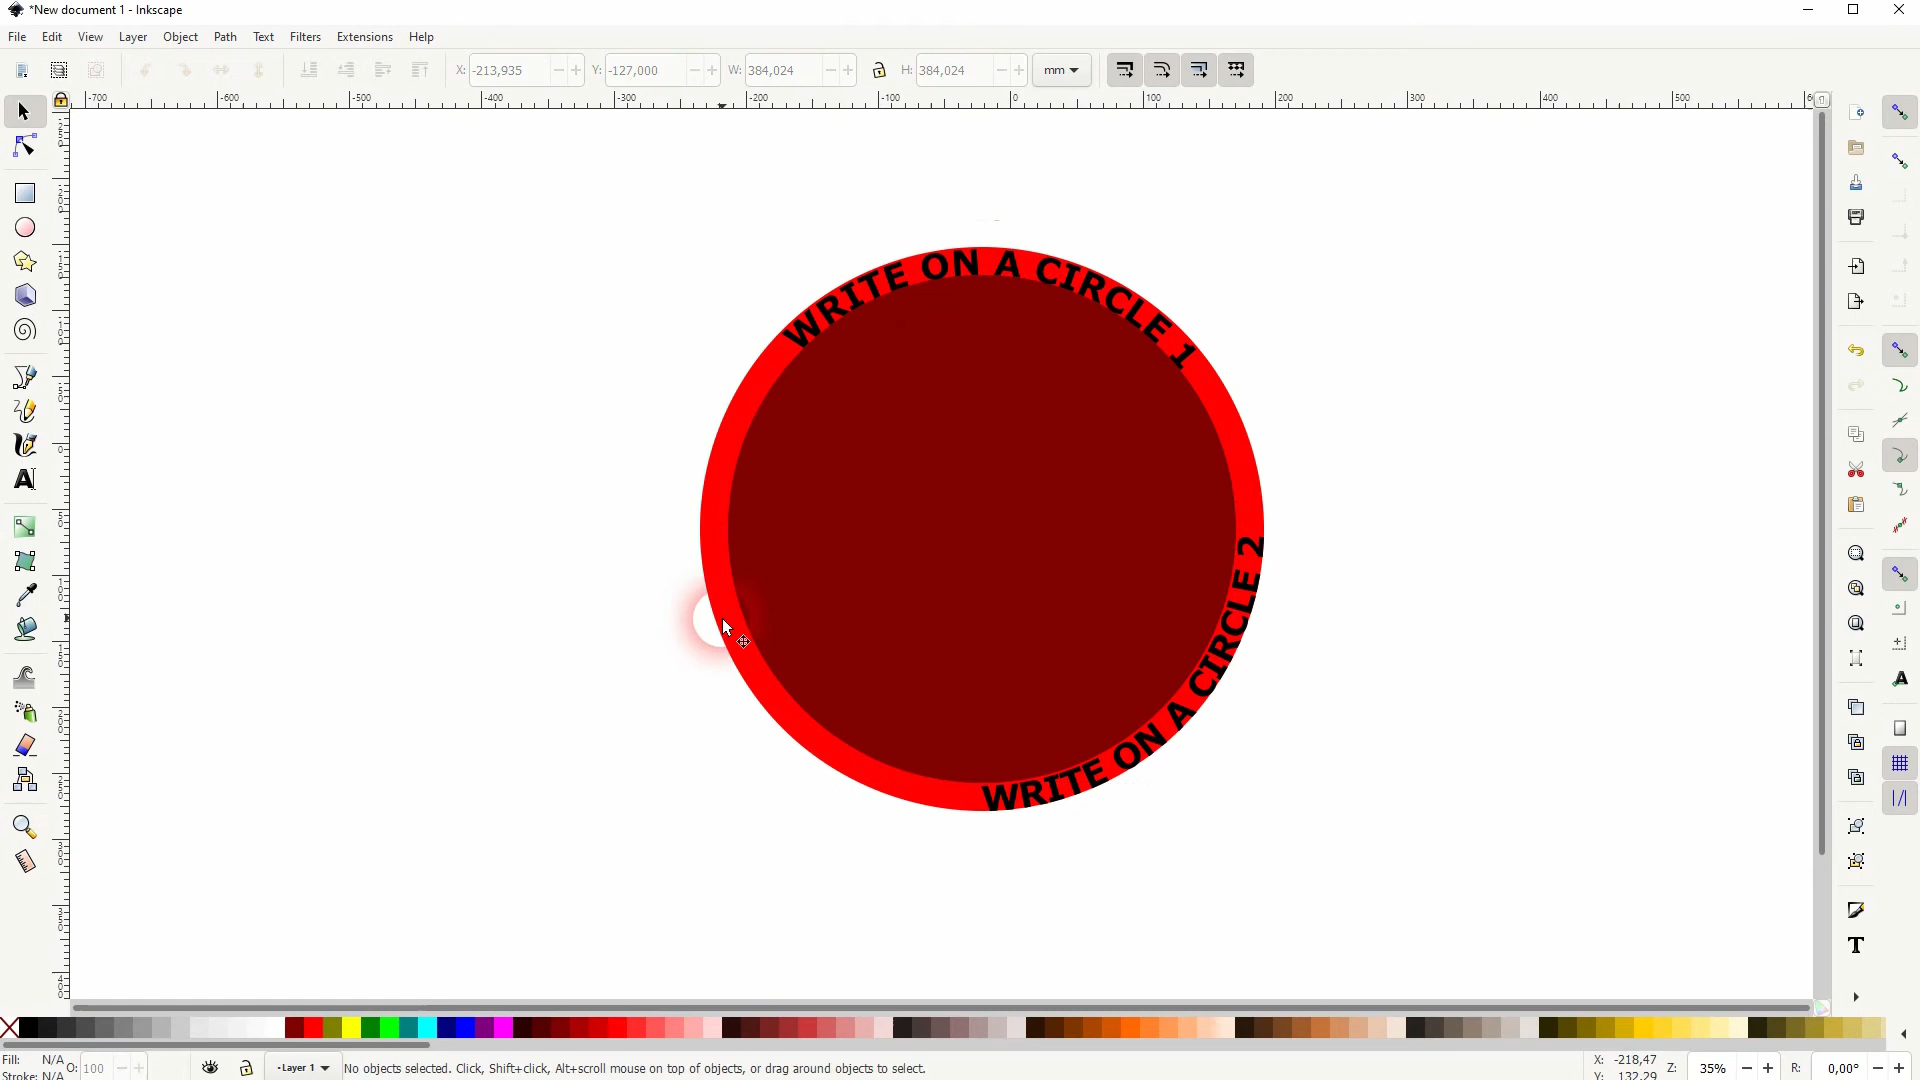 *New document 1 - Inkscape
File Edit View Layer Object Path Text Filters Extensions Help
X: -213,935 Y: -127,000 W: 384,024 H: 384,024 mm
-700 -600 -500 -400 -300 -200 -100 0 100 200 300 400 500
WRITE ON A CIRCLE 1
WRITE ON A CIRCLE 2
Fill: N/A O: 100 -Layer 1 No objects selected. Click, Shift+click, Alt+scroll mouse on top of objects, or drag around objects to select. X: -218,47 Z: 35% R: 0,00°
Stroke: N/A Y: 132,29